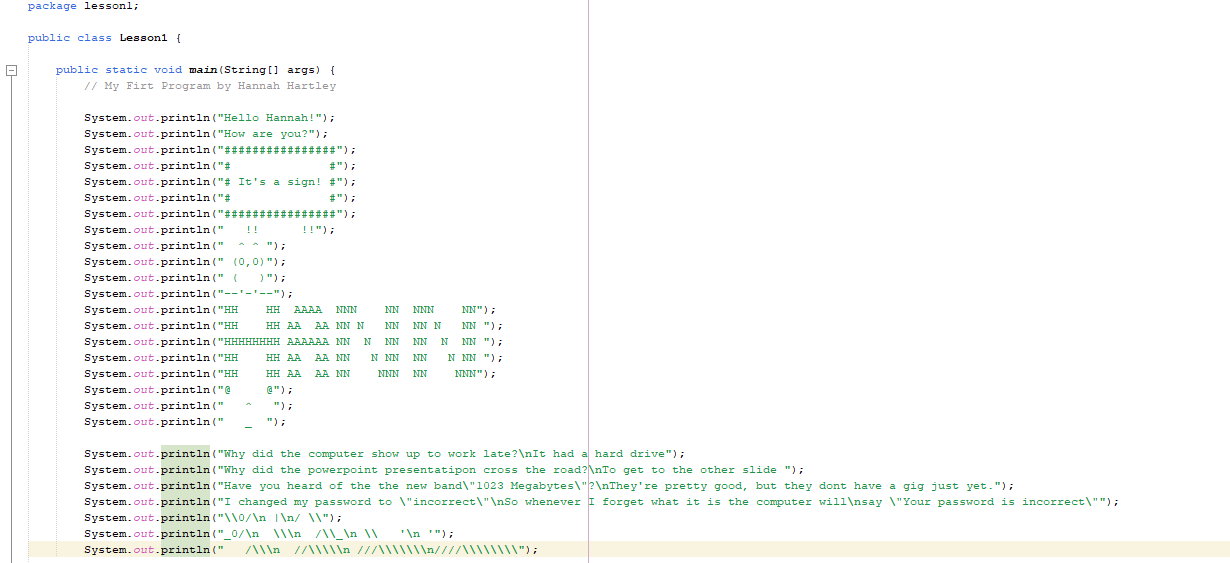 package lesson1;
public class Lesson1 {
    public static void main(String[] args) {
        // My Firt Program by Hannah Hartley
        System.out.println("Hello Hannah!");
        System.out.println("How are you?");
        System.out.println("################");
        System.out.println("#              #");
        System.out.println("# It's a sign! #");
        System.out.println("#              #");
        System.out.println("################");
        System.out.println("   !!      !!");
        System.out.println("  ^ ^ ");
        System.out.println(" (0,0)");
        System.out.println(" (   )");
        System.out.println("--'-'--");
        System.out.println("HH    HH  AAAA  NNN    NN  NNN    NN");
        System.out.println("HH    HH AA  AA NN N   NN  NN N   NN ");
        System.out.println("HHHHHHHH AAAAAA NN  N  NN  NN  N  NN ");
        System.out.println("HH    HH AA  AA NN   N NN  NN   N NN ");
        System.out.println("HH    HH AA  AA NN    NNN  NN    NNN");
        System.out.println("@     @");
        System.out.println("   ^   ");
        System.out.println("   _  ");
        System.out.println("Why did the computer show up to work late?\nIt had a hard drive");
        System.out.println("Why did the powerpoint presentatipon cross the road?\nTo get to the other slide ");
        System.out.println("Have you heard of the the new band\"1023 Megabytes\"?\nThey're pretty good, but they dont have a gig just yet.");
        System.out.println("I changed my password to \"incorrect\"\nSo whenever I forget what it is the computer will\nsay \"Your password is incorrect\"");
        System.out.println("\\0/\n |\n/ \\");
        System.out.println("_0/\n  \\\n  /\\_\n \\   '\n '");
        System.out.println("   /\\\n  //\\\\\n ///\\\\\\\n////\\\\\\\\");